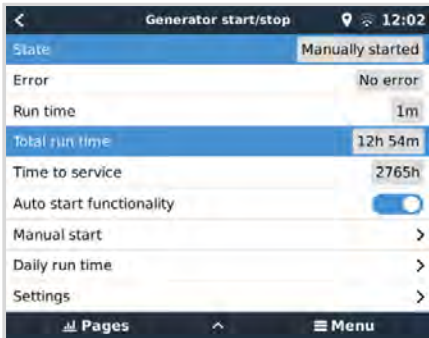 Generator start/stop 12:02
State Manually started
Error No error
Run time 1m
Total run time 12h 54m
Time to service 2765h
Auto start functionality
Manual start
Daily run time
Settings
Pages Menu